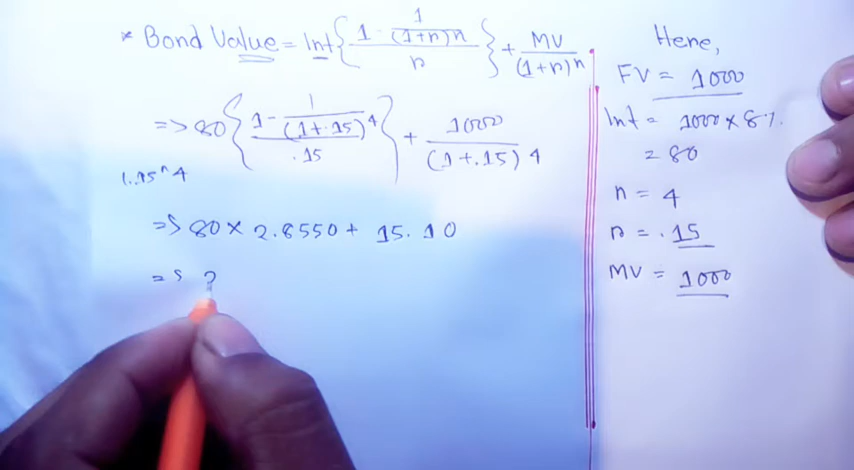 * Bond Value = Int{ (1 - 1/(1+r)n) / r } + MV/(1+r)n
=> 80{ (1 - 1/(1+.15)4) / .15 } + 1000/(1+.15)4
1.15^4
=> 80 × 2.8550 + 15.10
=> ?
Here,
FV = 1000
Int = 1000 × 8%.
= 80
n = 4
r = .15
MV = 1000